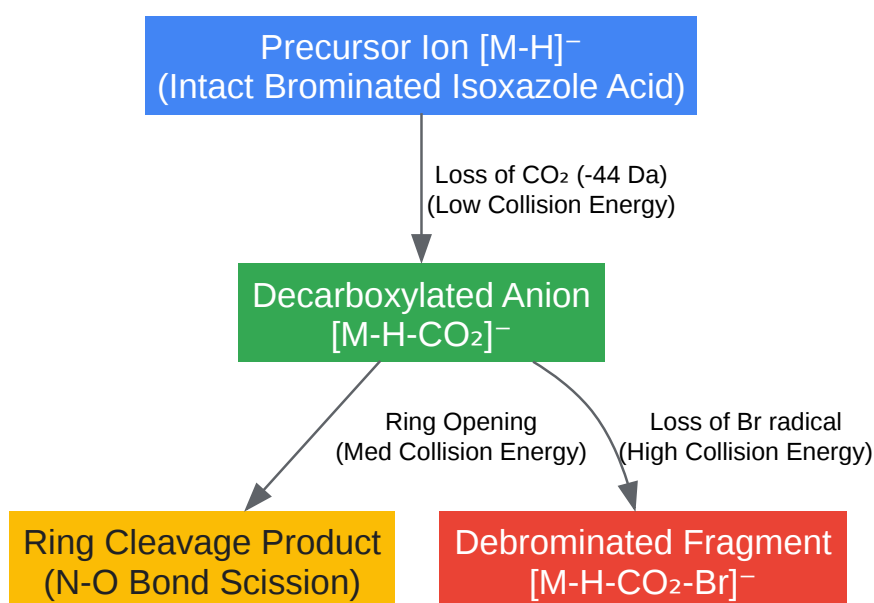 Precursor Ion [M-H]⁻
(Intact Brominated Isoxazole Acid)
Loss of CO₂ (-44 Da)
(Low Collision Energy)
Decarboxylated Anion
[M-H-CO₂]⁻
Ring Opening
(Med Collision Energy)
Loss of Br radical
(High Collision Energy)
Ring Cleavage Product
(N-O Bond Scission)
Debrominated Fragment
[M-H-CO₂-Br]⁻